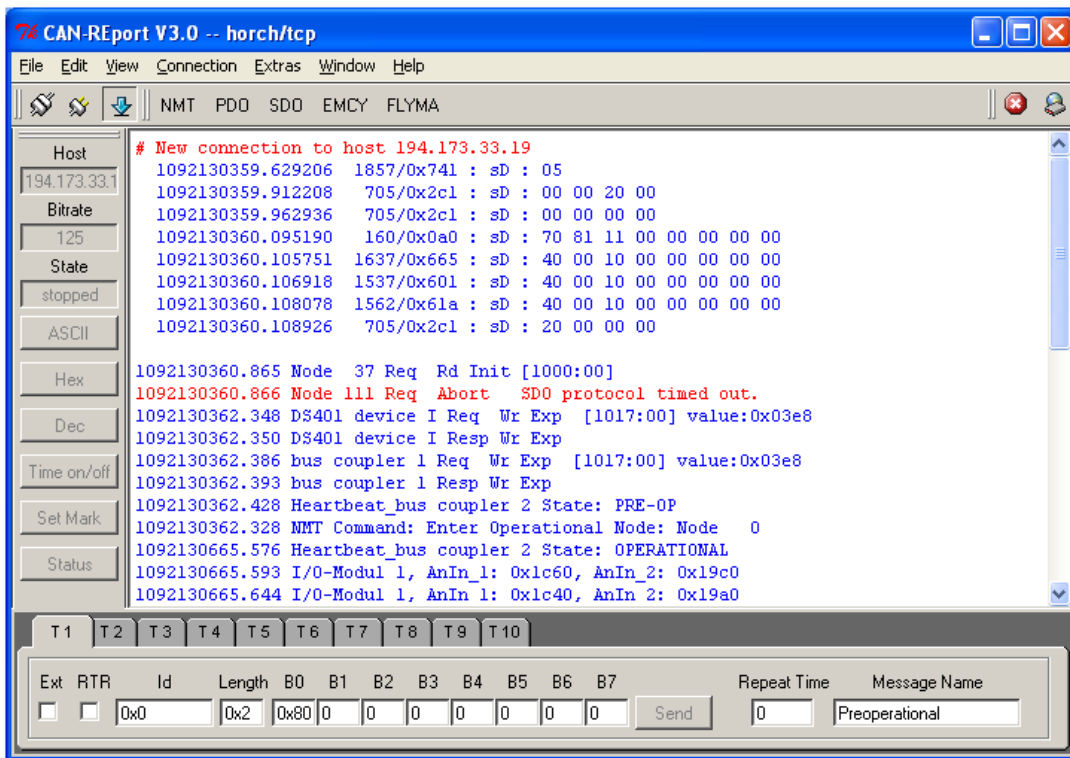 CAN-REport V3.0 -- horch/tcp
File Edit View Connection Extras Window Help
NMT PDO SDO EMCY FLYMA
Host
194.173.33.1
Bitrate
125
State
stopped
ASCII
Hex
Dec
Time on/off
Set Mark
Status
# New connection to host 194.173.33.19
1092130359.629206 1857/0x741 : sD : 05
1092130359.912208 705/0x2c1 : sD : 00 00 20 00
1092130359.962936 705/0x2c1 : sD : 00 00 00 00
1092130360.095190 160/0x0a0 : sD : 70 81 11 00 00 00 00 00
1092130360.105751 1637/0x665 : sD : 40 00 10 00 00 00 00 00
1092130360.106918 1537/0x601 : sD : 40 00 10 00 00 00 00 00
1092130360.108078 1562/0x61a : sD : 40 00 10 00 00 00 00 00
1092130360.108926 705/0x2c1 : sD : 20 00 00 00
1092130360.865 Node 37 Req Rd Init [1000:00]
1092130360.866 Node 111 Req Abort SDO protocol timed out.
1092130362.348 DS401 device I Req Wr Exp [1017:00] value:0x03e8
1092130362.350 DS401 device I Resp Wr Exp
1092130362.386 bus coupler 1 Req Wr Exp [1017:00] value:0x03e8
1092130362.393 bus coupler 1 Resp Wr Exp
1092130362.428 Heartbeat_bus coupler 2 State: PRE-OP
1092130362.328 NMT Command: Enter Operational Node: Node 0
1092130665.576 Heartbeat_bus coupler 2 State: OPERATIONAL
1092130665.593 I/O-Modul 1, AnIn_1: 0x1c60, AnIn_2: 0x19c0
1092130665.644 I/O-Modul 1, AnIn_1: 0x1c40, AnIn_2: 0x19a0
T 1 T 2 T 3 T 4 T 5 T 6 T 7 T 8 T 9 T 10
Ext RTR Id Length B0 B1 B2 B3 B4 B5 B6 B7 Repeat Time Message Name
0x0 0x2 0x80 0 0 0 0 0 0 0 Send 0 Preoperational